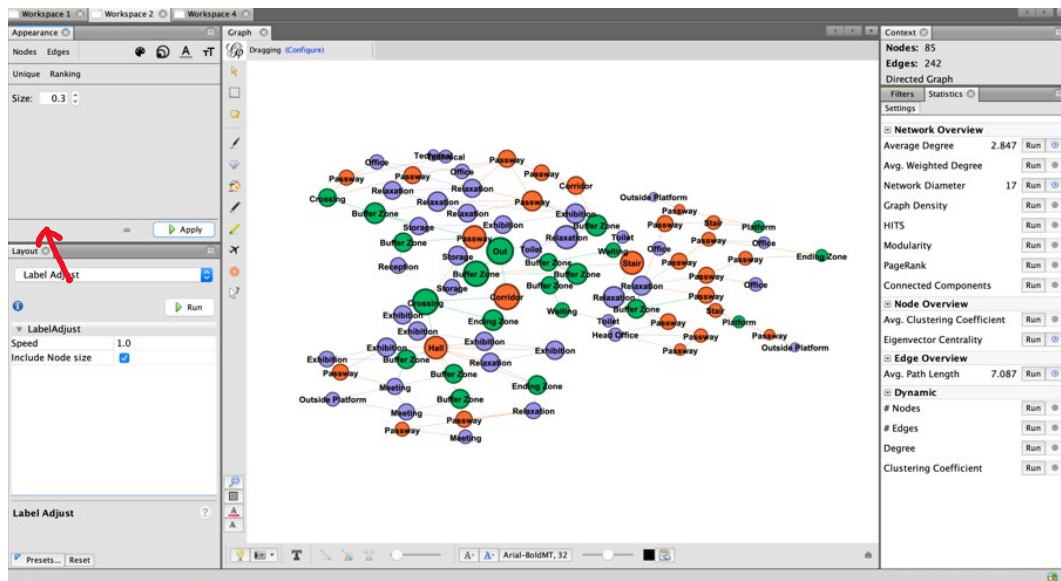 Workspace 1
Workspace 2
Workspace 4
Appearance
Nodes Edges
Unique Ranking
Size: 0.3
Apply
Layout
Label Adjust
Run
LabelAdjust
Speed 1.0
Include Node size
Label Adjust
Presets... Reset
Graph
Dragging (Configure)
Office
Technical
Passway
Passway
Passway
Office
Passway
Corridor
Crossing
Relaxation
Relaxation
Relaxation
Passway
Outside Platform
Buffer Zone
Relaxation
Exhibition
Passway
Storage
Exhibition
Buffer Zone
Passway
Stair
Platform
Buffer Zone
Passway
Out
Toilet
Relaxation
Toilet
Waiting
Office
Passway
Office
Reception
Storage
Buffer Zone
Buffer Zone
Stair
Passway
Passway
Ending Zone
Buffer Zone
Buffer Zone
Passway
Storage
Buffer Zone
Relaxation
Office
Crossing
Corridor
Relaxation
Passway
Exhibition
Waiting
Buffer Zone
Stair
Exhibition
Ending Zone
Toilet
Passway
Platform
Head Office
Passway
Passway
Exhibition
Hall
Exhibition
Exhibition
Passway
Outside Platform
Exhibition
Buffer Zone
Relaxation
Passway
Buffer Zone
Meeting
Ending Zone
Outside Platform
Buffer Zone
Meeting
Relaxation
Passway
Passway
Meeting
Arial-BoldMT, 32
Context
Nodes: 85
Edges: 242
Directed Graph
Filters Statistics
Settings
Network Overview
Average Degree 2.847 Run
Avg. Weighted Degree Run
Network Diameter 17 Run
Graph Density Run
HITS Run
Modularity Run
PageRank Run
Connected Components Run
Node Overview
Avg. Clustering Coefficient Run
Eigenvector Centrality Run
Edge Overview
Avg. Path Length 7.087 Run
Dynamic
# Nodes Run
# Edges Run
Degree Run
Clustering Coefficient Run